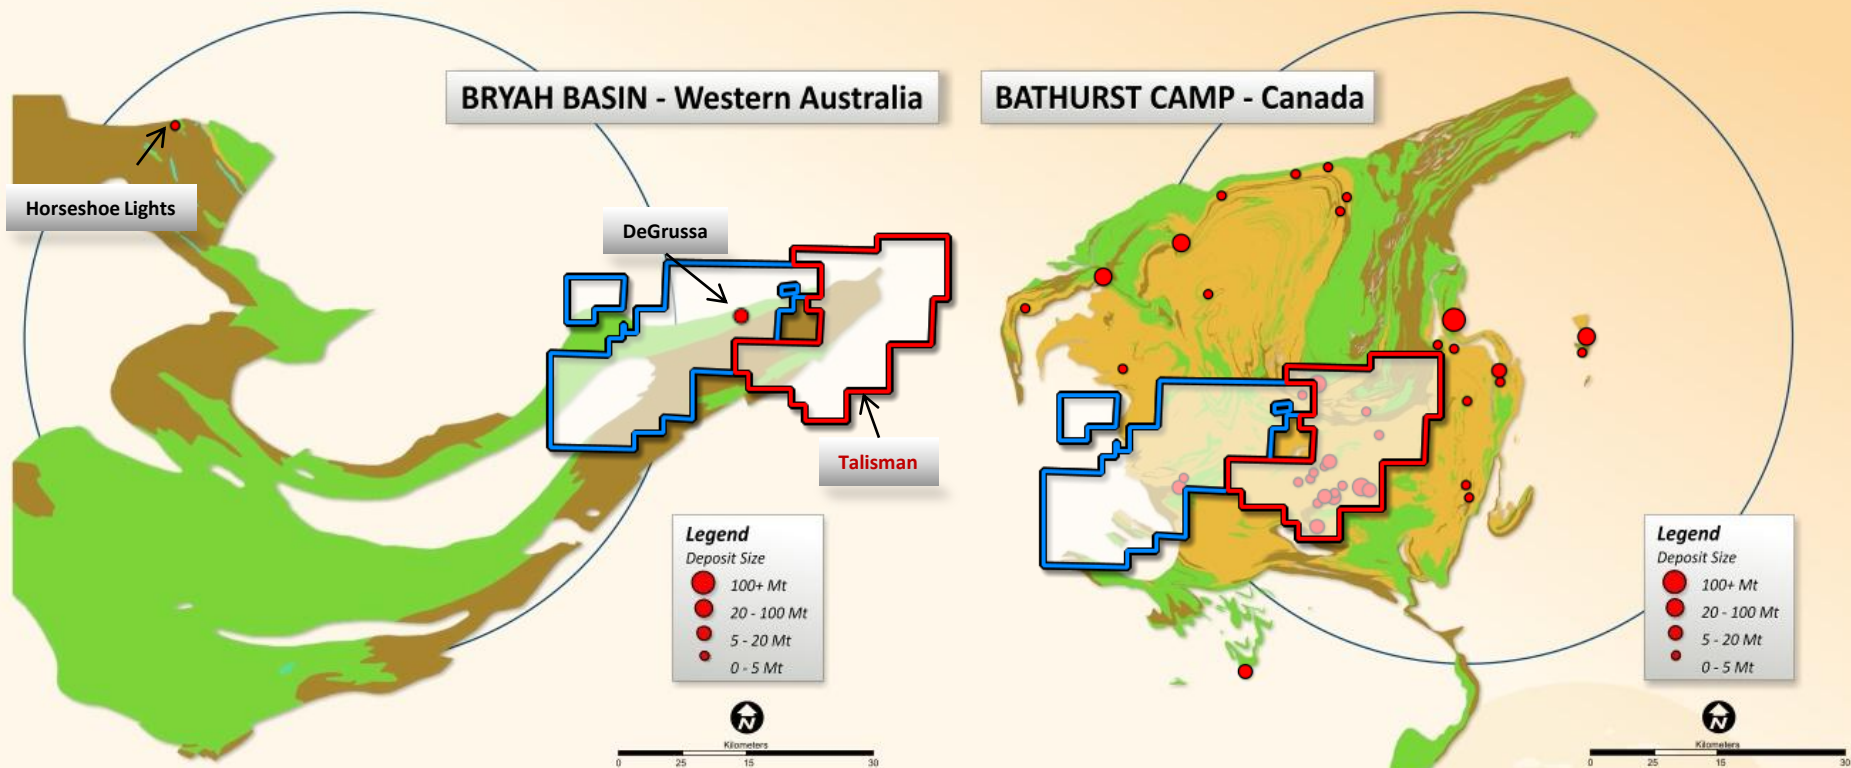 BRYAH BASIN - Western Australia
Horseshoe Lights
DeGrussa
Talisman
Legend
Deposit Size
100+ Mt
20 - 100 Mt
5 - 20 Mt
0 - 5 Mt
N
Kilometers
0 25 15 30
BATHURST CAMP - Canada
Legend
Deposit Size
100+ Mt
20 - 100 Mt
5 - 20 Mt
0 - 5 Mt
N
Kilometers
0 25 15 30